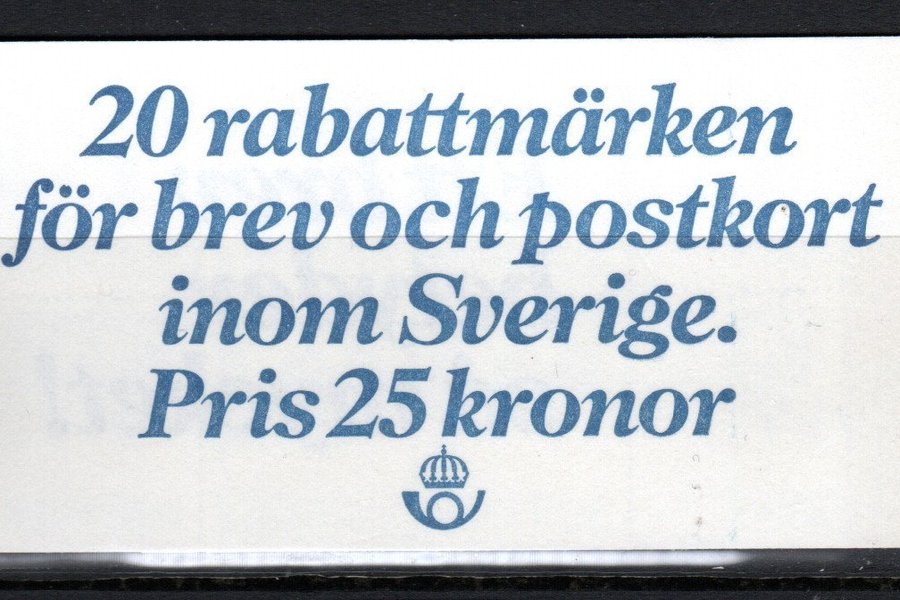 20 rabattmärken
för brev och postkort
inom Sverige.
Pris 25 kronor